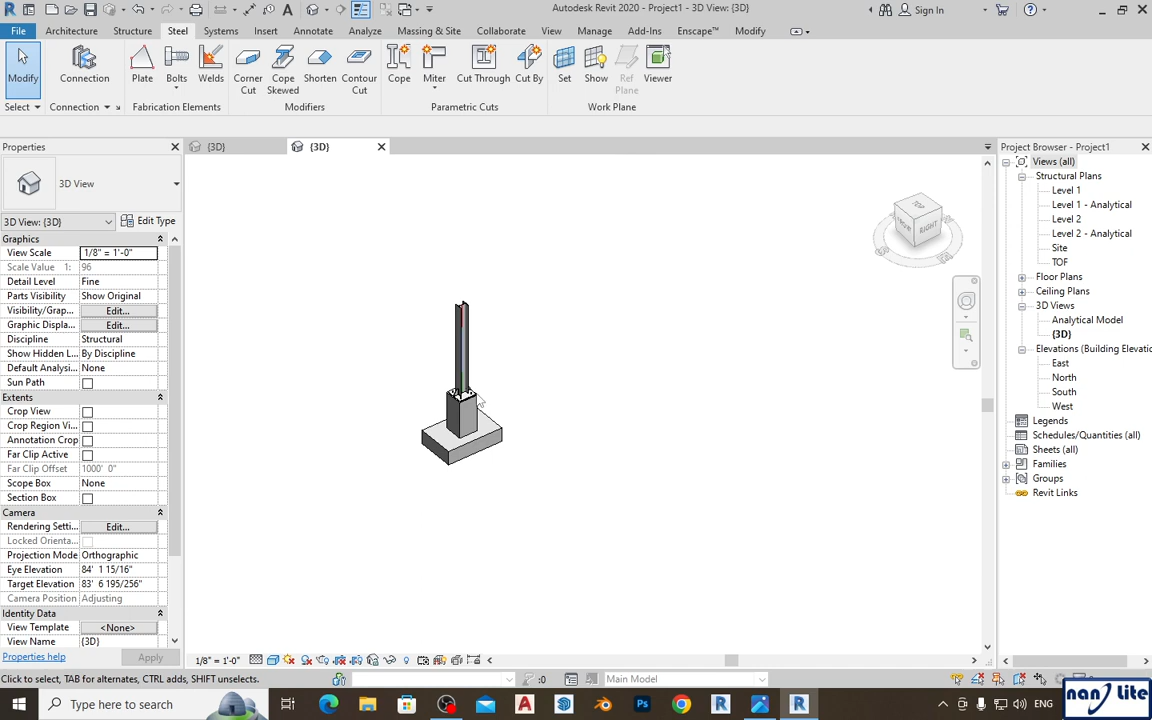 Autodesk Revit 2020 - Project1 - 3D View: {3D}
Sign In
File Architecture Structure Steel Systems Insert Annotate Analyze Massing & Site Collaborate View Manage Add-Ins Enscape™ Modify
Modify Connection Plate Bolts Welds Corner Cut Cope Skewed Shorten Contour Cut Cope Miter Cut Through Cut By Set Show Ref Plane Viewer
Select Connection Fabrication Elements Modifiers Parametric Cuts Work Plane
Properties
3D View
3D View: {3D} Edit Type
Graphics
View Scale 1/8" = 1'-0"
Scale Value 1: 96
Detail Level Fine
Parts Visibility Show Original
Visibility/Grap... Edit...
Graphic Displa... Edit...
Discipline Structural
Show Hidden L... By Discipline
Default Analysi... None
Sun Path
Extents
Crop View
Crop Region Vi...
Annotation Crop
Far Clip Active
Far Clip Offset 1000' 0"
Scope Box None
Section Box
Camera
Rendering Setti... Edit...
Locked Orienta...
Projection Mode Orthographic
Eye Elevation 84' 1 15/16"
Target Elevation 83' 6 195/256"
Camera Position Adjusting
Identity Data
View Template <None>
View Name {3D}
Properties help Apply
{3D} {3D}
TOP
FRONT RIGHT
1/8" = 1'-0"
Project Browser - Project1
Views (all)
Structural Plans
Level 1
Level 1 - Analytical
Level 2
Level 2 - Analytical
Site
TOF
Floor Plans
Ceiling Plans
3D Views
Analytical Model
{3D}
Elevations (Building Elevatio
East
North
South
West
Legends
Schedules/Quantities (all)
Sheets (all)
Families
Groups
Revit Links
Click to select, TAB for alternates, CTRL adds, SHIFT unselects.
:0 Main Model
:0
Type here to search
ENG
nanolite